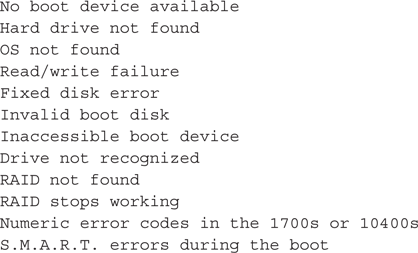 No boot device available
Hard drive not found
OS not found
Read/write failure
Fixed disk error
Invalid boot disk
Inaccessible boot device
Drive not recognized
RAID not found
RAID stops working
Numeric error codes in the 1700s or 10400s
S.M.A.R.T. errors during the boot